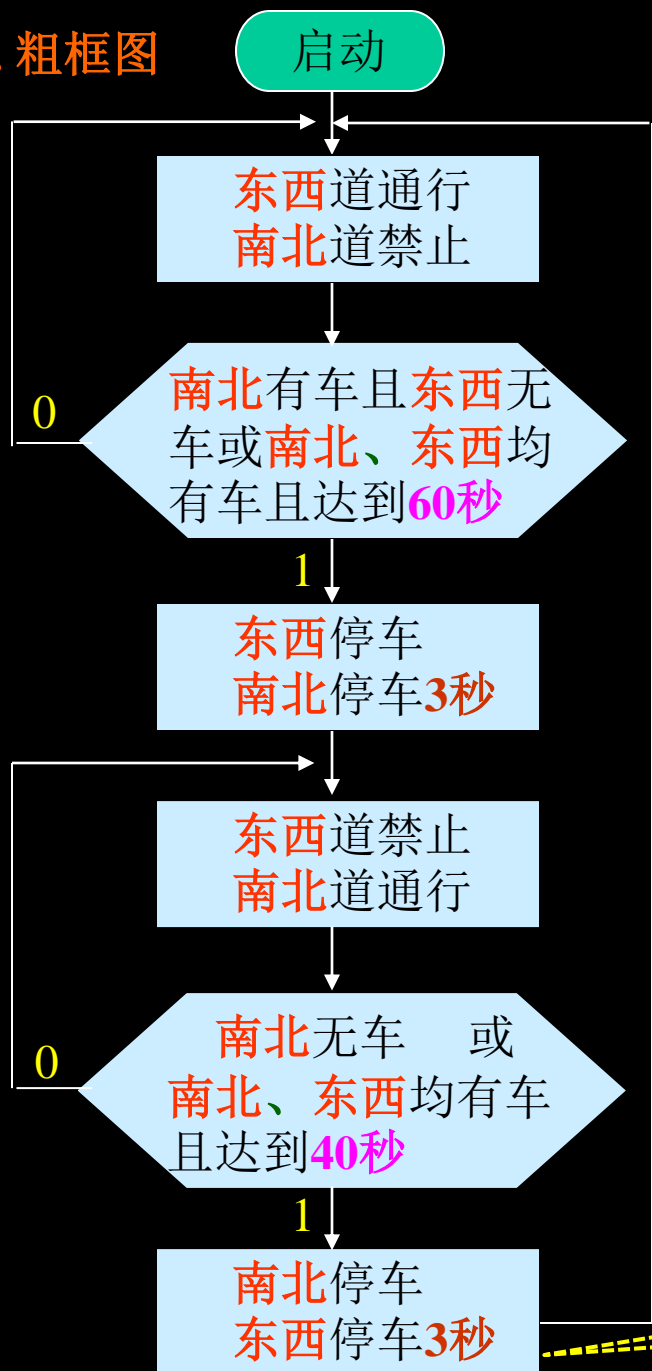 粗框图
启动
东西道通行
南北道禁止
南北有车且东西无
车或南北、东西均
有车且达到60秒
0
1
东西停车
南北停车3秒
东西道禁止
南北道通行
南北无车 或
南北、东西均有车
且达到40秒
0
1
南北停车
东西停车3秒